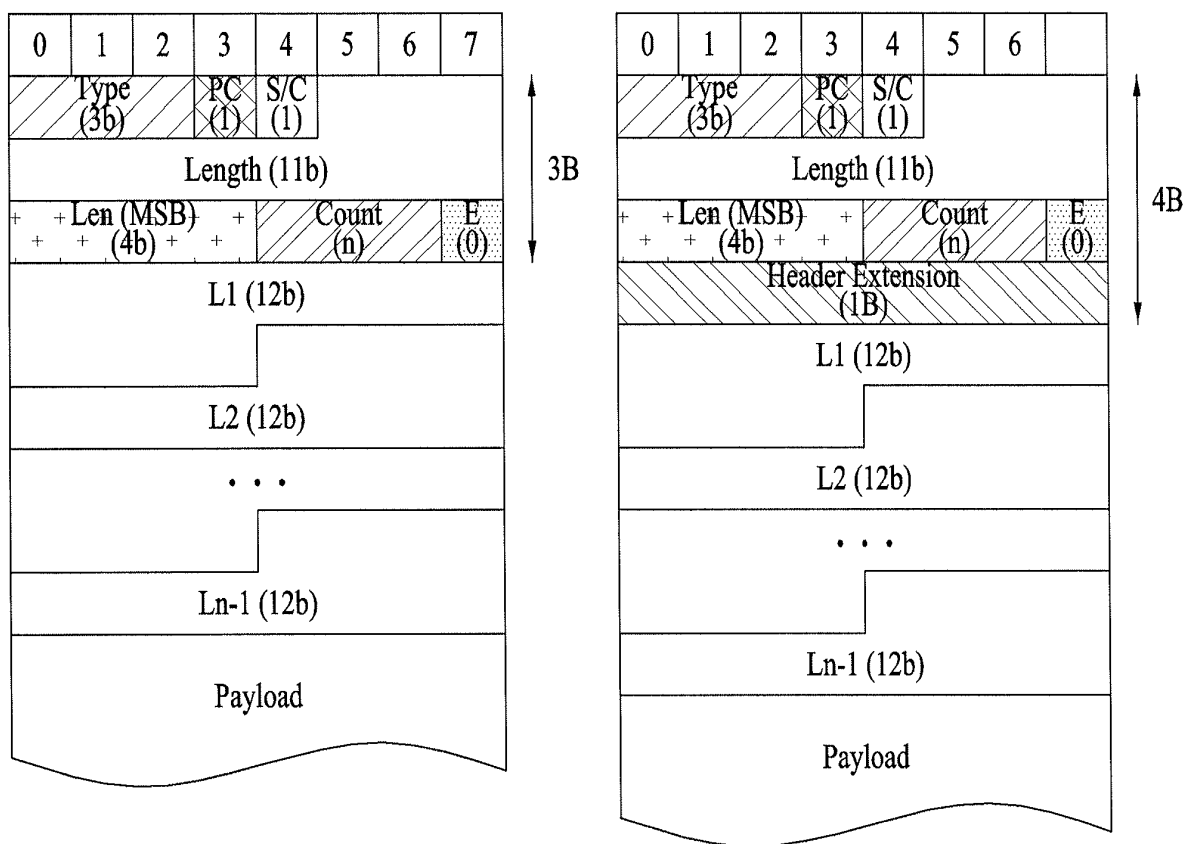 0 1 2 3 4 5 6 7
Type
(3b)
PC
(1)
S/C
(1)
Length (11b)
Len (MSB)
(4b)
Count
(n)
E
(0)
3B
L1 (12b)
L2 (12b)
• • •
Ln-1 (12b)
Payload
0 1 2 3 4 5 6
Type
(3b)
PC
(1)
S/C
(1)
Length (11b)
Len (MSB)
(4b)
Count
(n)
E
(0)
Header Extension
(1B)
4B
L1 (12b)
L2 (12b)
• • •
Ln-1 (12b)
Payload